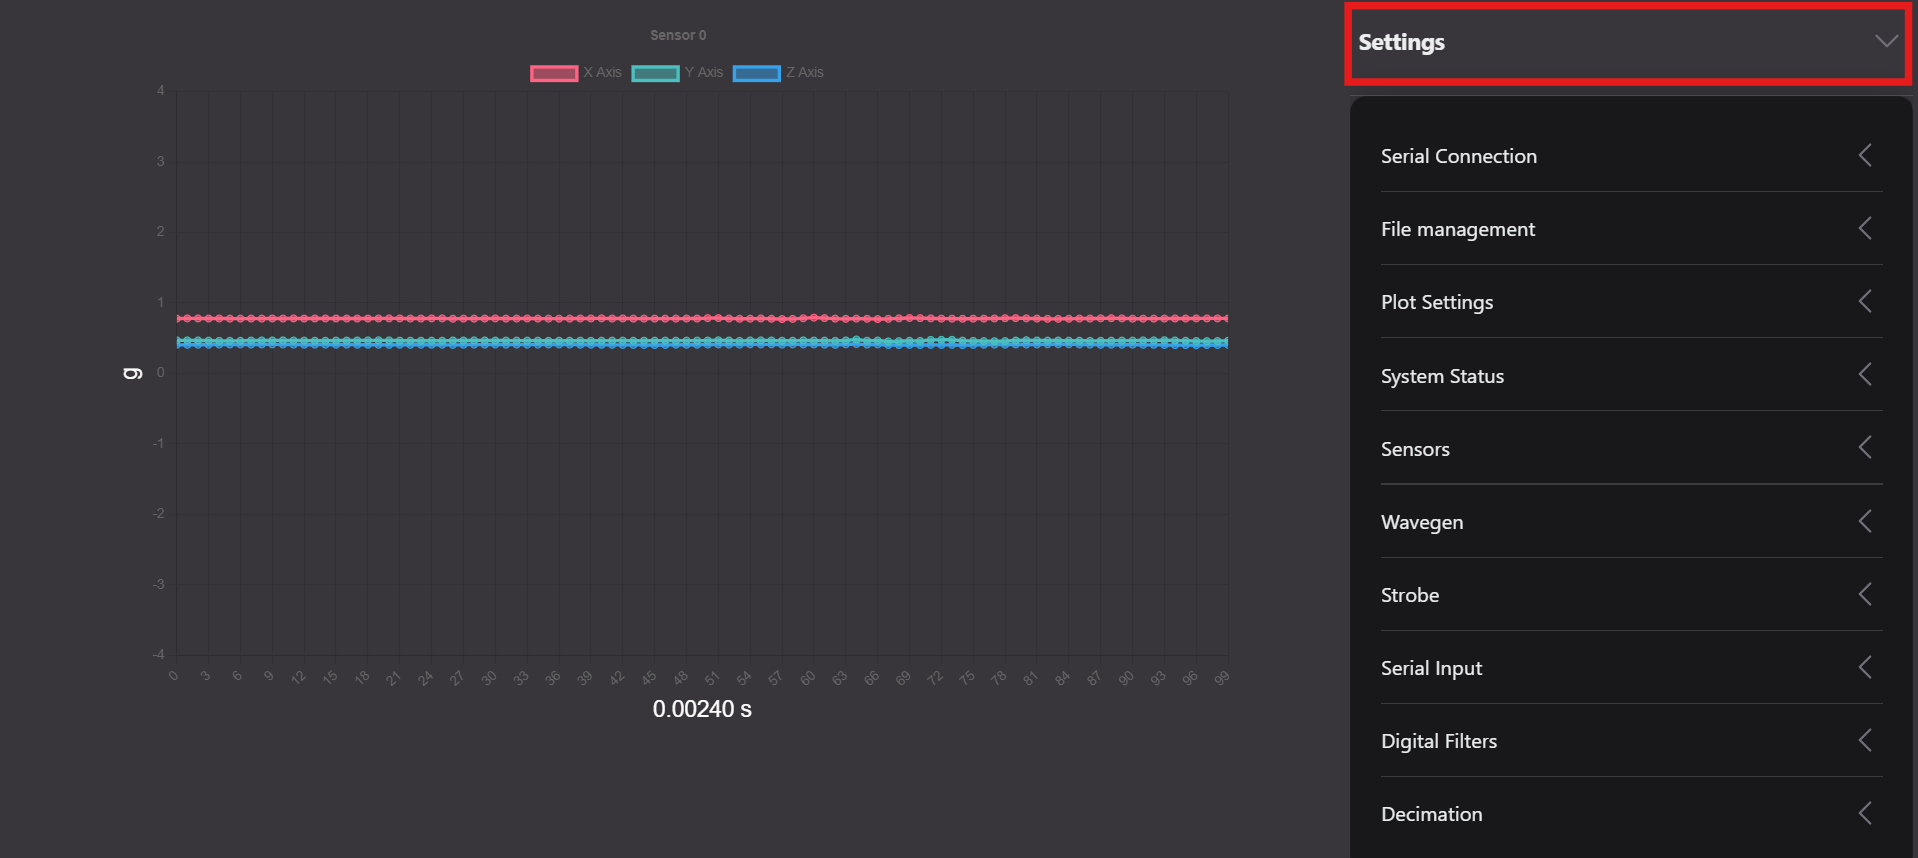 Sensor 0
X Axis Y Axis Z Axis
4
3
2
1
0
-1
-2
-3
-4
g
0 3 6 9 12 15 18 21 24 27 30 33 36 39 42 45 48 51 54 57 60 63 66 69 72 75 78 81 84 87 90 93 96 99
0.00240 s
Settings
Serial Connection
File management
Plot Settings
System Status
Sensors
Wavegen
Strobe
Serial Input
Digital Filters
Decimation